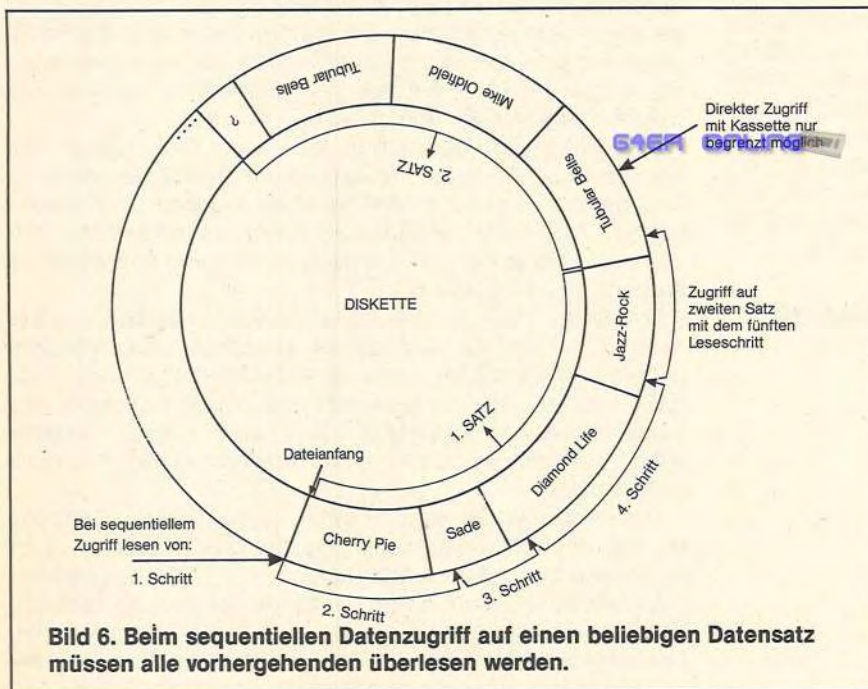 ?
Tubular Bells
Mike Oldfield
Tubular Bells
Jazz-Rock
Diamond Life
Sade
Cherry Pie
2. SATZ
1. SATZ
DISKETTE
Dateianfang
Direkter Zugriff
mit Kassette nur
begrenzt möglich
64ER ONLINE
Zugriff auf
zweiten Satz
mit dem fünften
Leseschritt
Bei sequentiellem
Zugriff lesen von:
1. Schritt
2. Schritt
3. Schritt
4. Schritt
Bild 6. Beim sequentiellen Datenzugriff auf einen beliebigen Datensatz
müssen alle vorhergehenden überlesen werden.